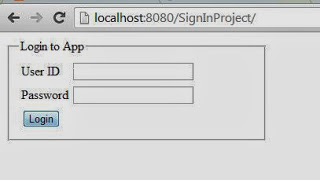 localhost:8080/SignInProject/
Login to App
User ID
Password
Login